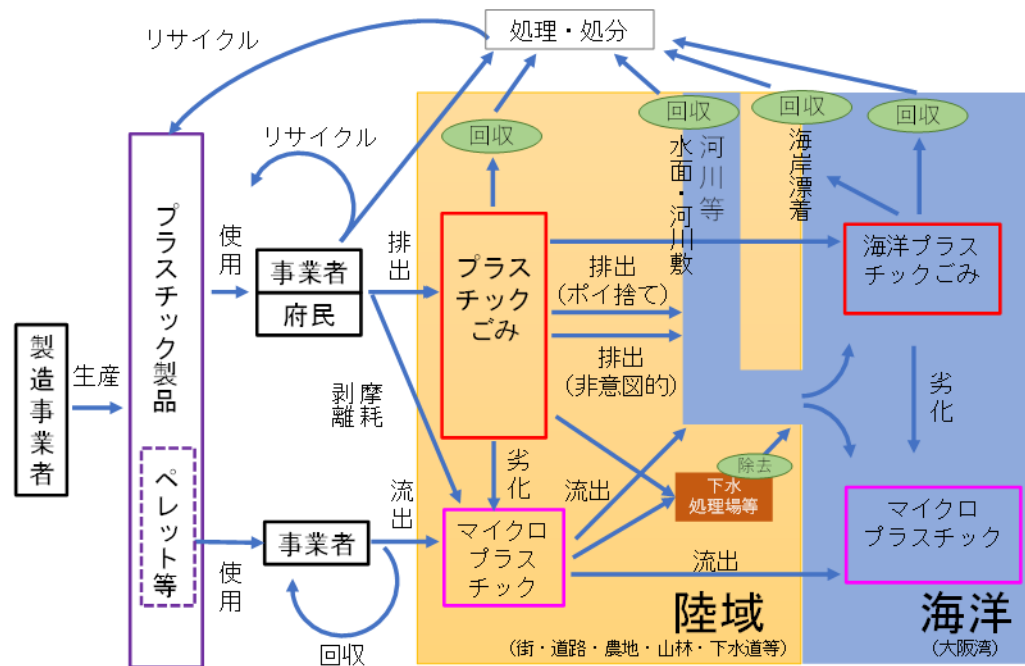 処理・処分
リサイクル
リサイクル
回収
回収
回収
回収
水面・河川敷
河川等
海岸漂着
プラスチック製品
使用
事業者
府民
排出
プラス
チック
ごみ
排出
(ポイ捨て)
排出
(非意図的)
海洋プラス
チックごみ
製造事業者
生産
剥離
摩耗
劣化
劣化
ペレット等
使用
事業者
流出
回収
マイクロ
プラス
チック
流出
除去
下水
処理場等
流出
マイクロ
プラスチック
陸域
(街・道路・農地・山林・下水道等)
海洋
(大阪湾)